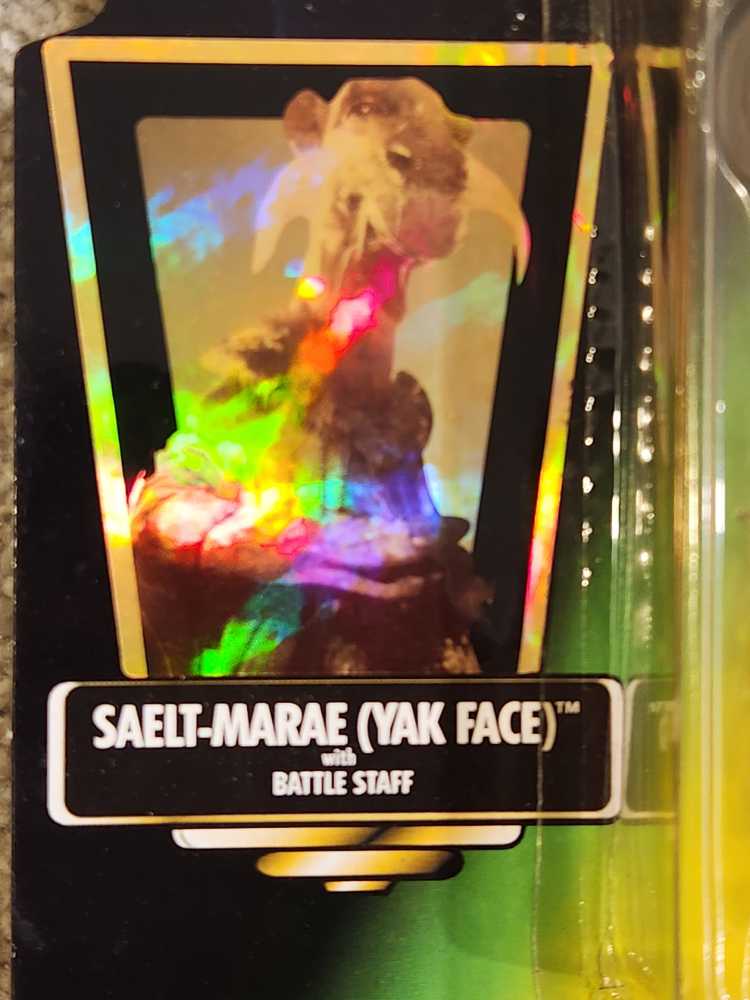 SAELT-MARAE (YAK FACE)™
with
BATTLE STAFF